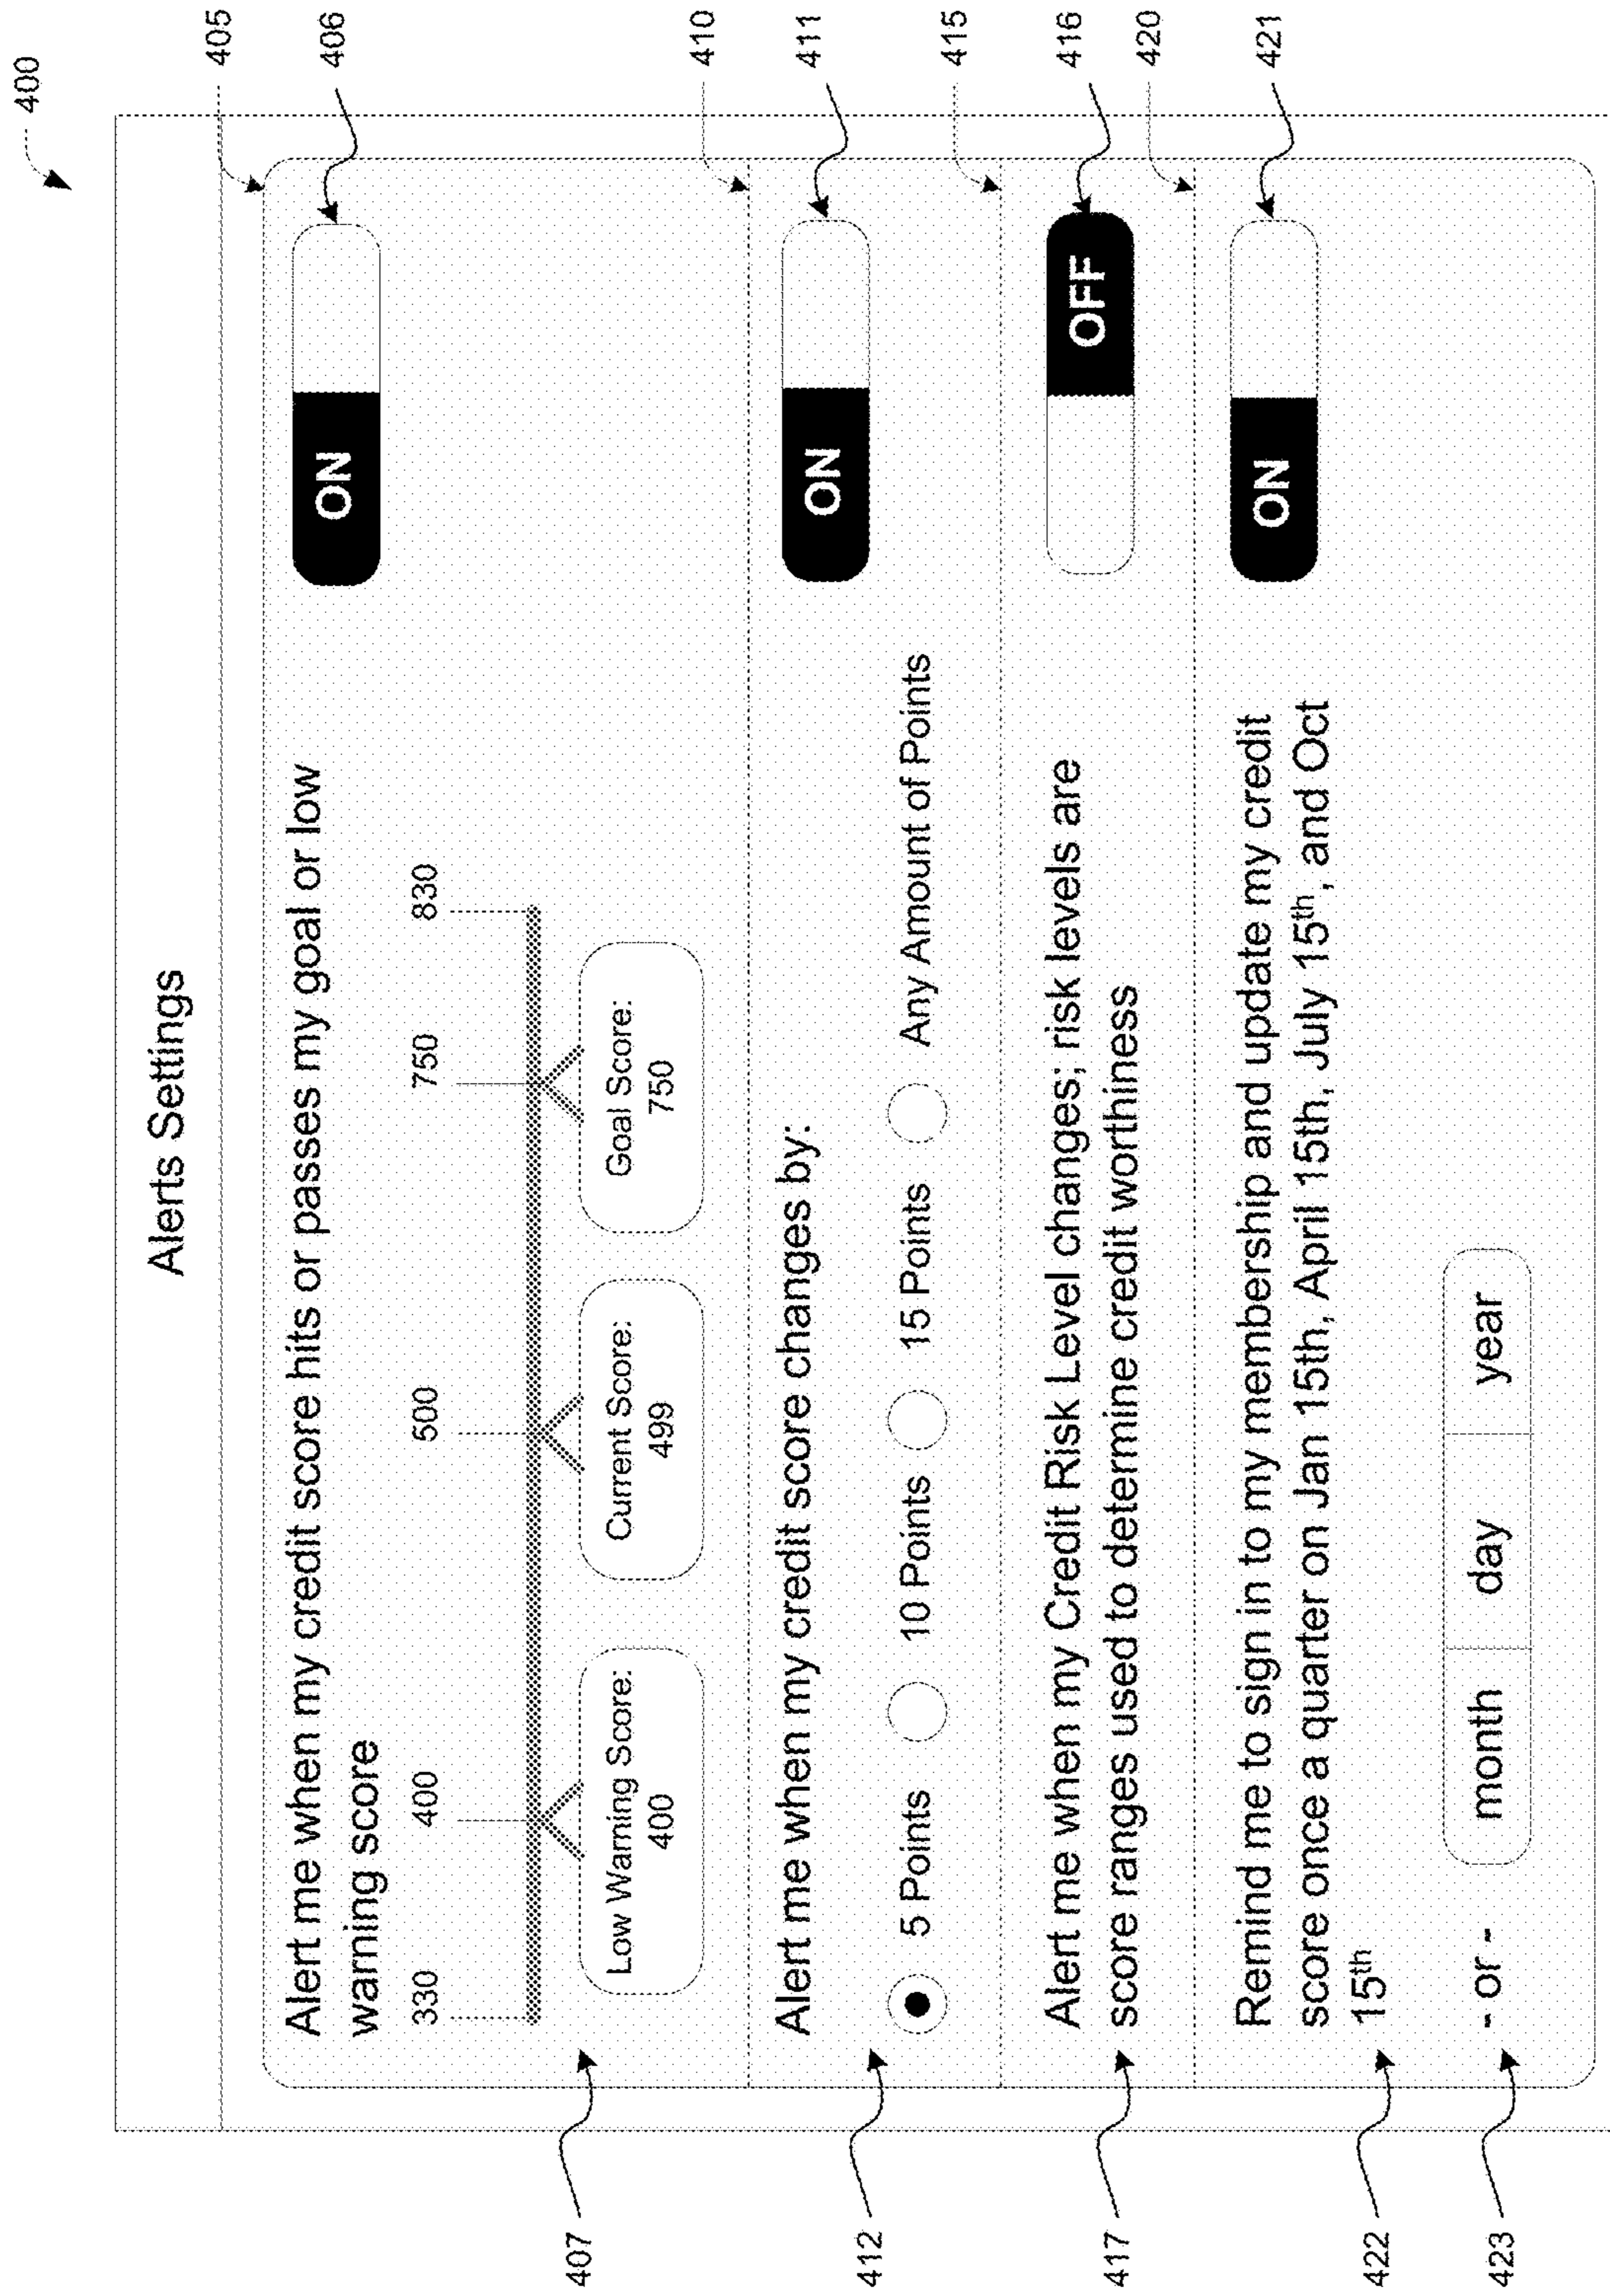 400
Alerts Settings
405
Alert me when my credit score hits or passes my goal or low
warning score
ON
406
330
400
500
750
830
407
Low Warning Score:
400
Current Score:
499
Goal Score:
750
410
Alert me when my credit score changes by:
ON
411
412
5 Points
10 Points
15 Points
Any Amount of Points
415
Alert me when my Credit Risk Level changes; risk levels are
score ranges used to determine credit worthiness
OFF
416
417
420
Remind me to sign in to my membership and update my credit
score once a quarter on Jan 15th, April 15th, July 15th, and Oct
15th
ON
421
422
- or -
month
day
year
423